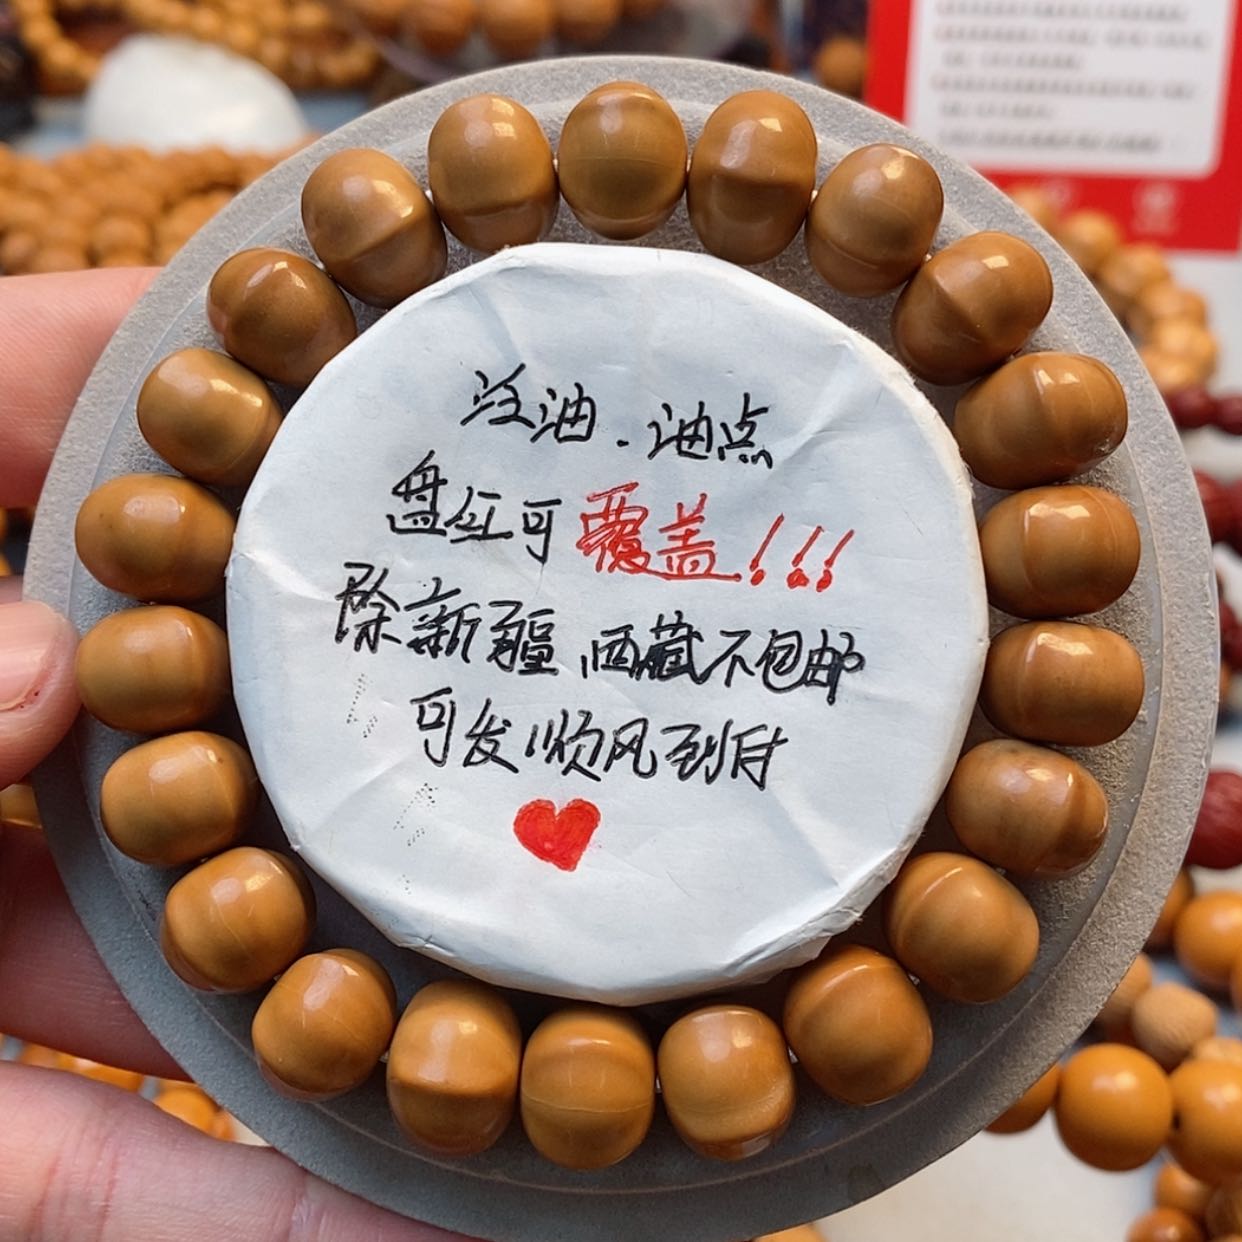 没油.油点
盘红可覆盖!!!
除新疆、西藏不包邮
可发顺风到付